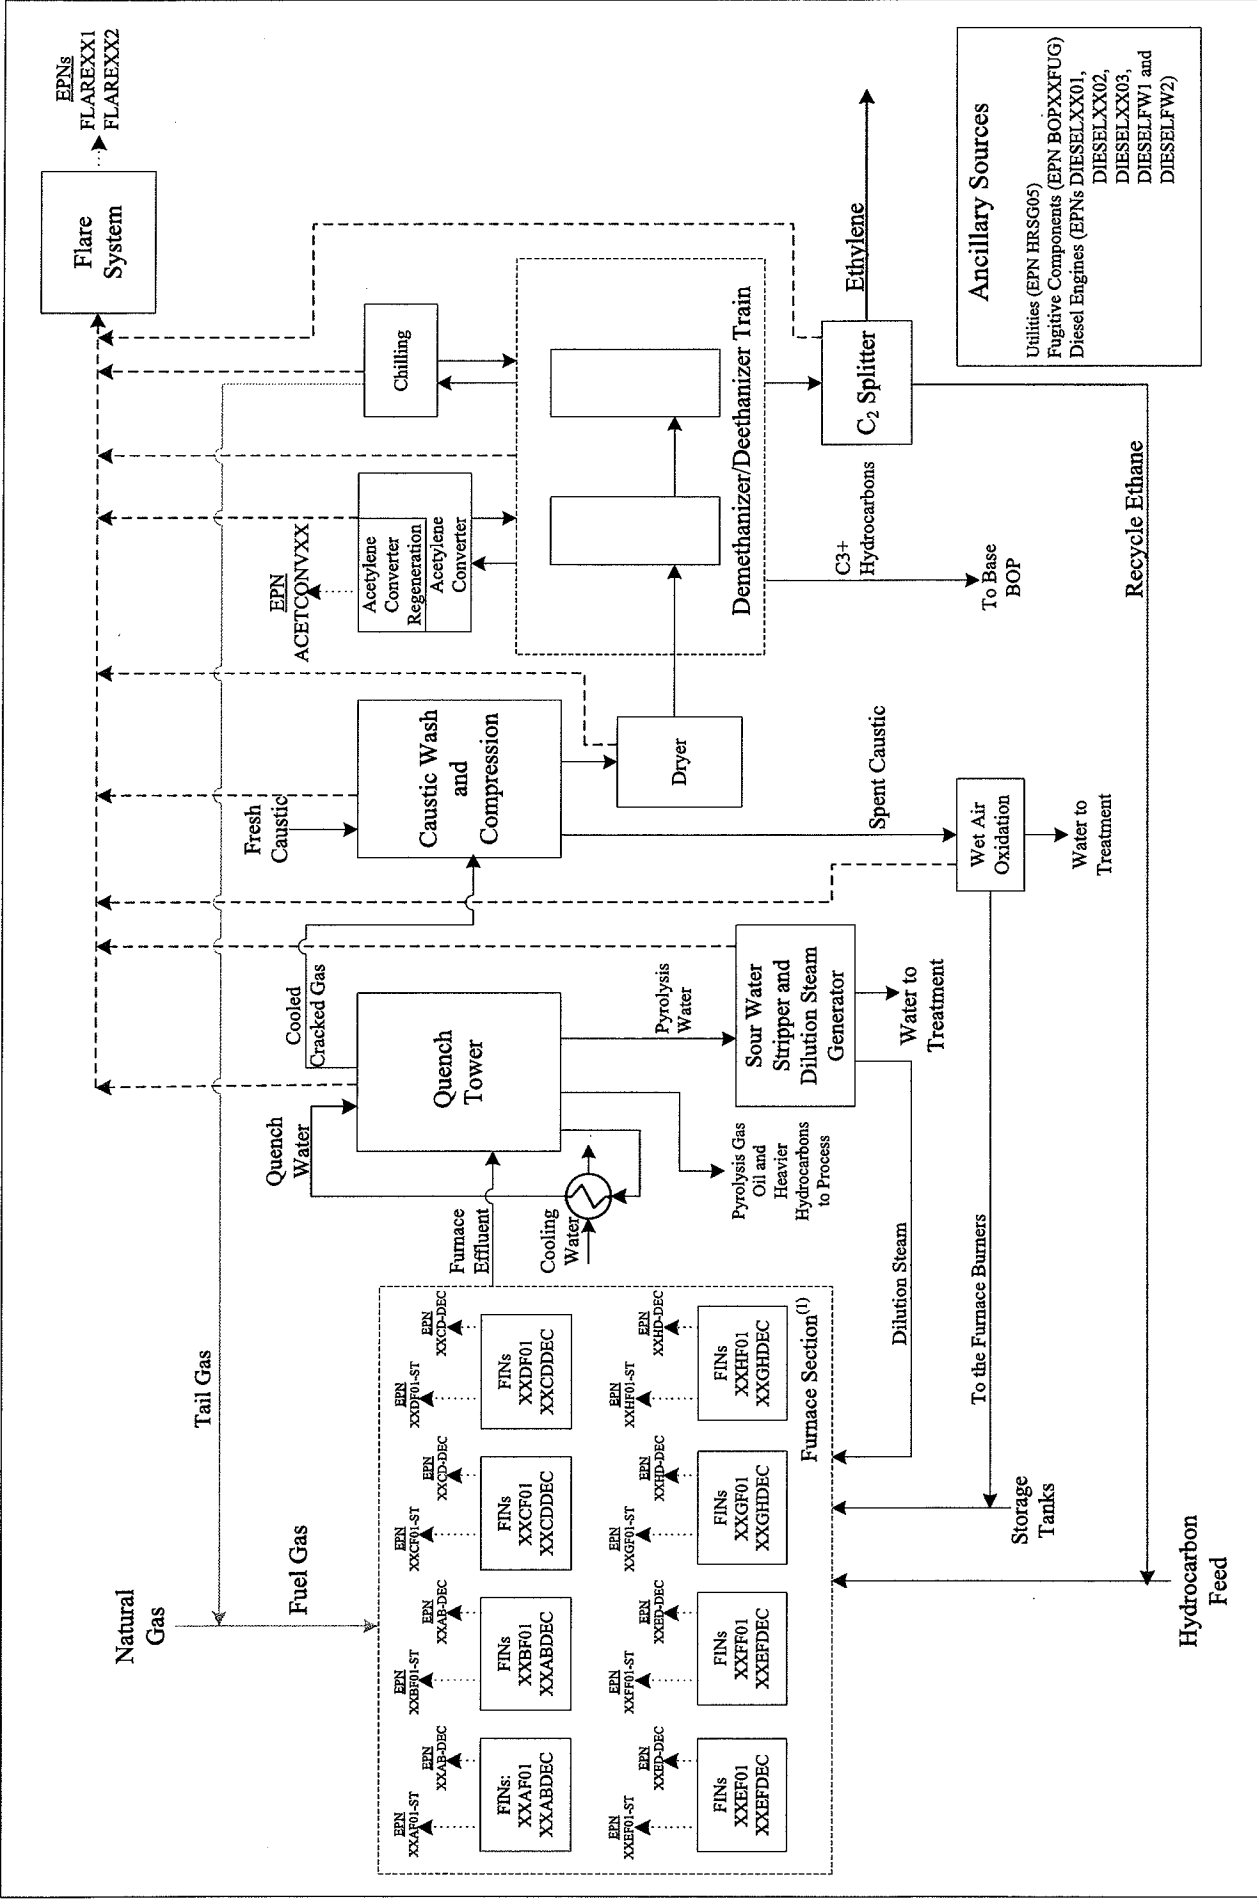 Natural
Gas
Fuel Gas
Tail Gas
EPN
XXAF01-ST
EPN
XXAB-DEC
FINs:
XXAF01
XXABDEC
EPN
XXBF01-ST
EPN
XXAB-DEC
FINs
XXBF01
XXABDEC
EPN
XXCF01-ST
EPN
XXCD-DEC
FINs
XXCF01
XXCDDEC
EPN
XXDF01-ST
EPN
XXCD-DEC
FINs
XXDF01
XXCDDEC
EPN
XXEF01-ST
EPN
XXED-DEC
FINs
XXEF01
XXEFDEC
EPN
XXFF01-ST
EPN
XXED-DEC
FINs
XXFF01
XXEFDEC
EPN
XXGF01-ST
EPN
XXHD-DEC
FINs
XXGF01
XXGHDEC
EPN
XXHF01-ST
EPN
XXHD-DEC
FINs
XXHF01
XXGHDEC
Furnace Section(1)
Hydrocarbon
Feed
Storage
Tanks
To the Furnace Burners
Dilution Steam
Furnace
Effluent
Cooling
Water
Quench
Water
Quench
Tower
Cooled
Cracked Gas
Pyrolysis Gas
Oil and
Heavier
Hydrocarbons
to Process
Pyrolysis
Water
Sour Water
Stripper and
Dilution Steam
Generator
Water to
Treatment
Fresh
Caustic
Caustic Wash
and
Compression
Spent Caustic
Wet Air
Oxidation
Water to
Treatment
Dryer
EPN
ACETCONVXX
Acetylene
Converter
Regeneration
Acetylene
Converter
Chilling
Demethanizer/Deethanizer Train
C3+
Hydrocarbons
To Base
BOP
C2 Splitter
Ethylene
Recycle Ethane
Flare
System
EPNs
FLAREXX1
FLAREXX2
Ancillary Sources
Utilities (EPN HRSG05)
Fugitive Components (EPN BOPXXFUG)
Diesel Engines (EPNs DIESELXX01,
DIESELXX02,
DIESELXX03,
DIESELFW1 and
DIESELFW2)